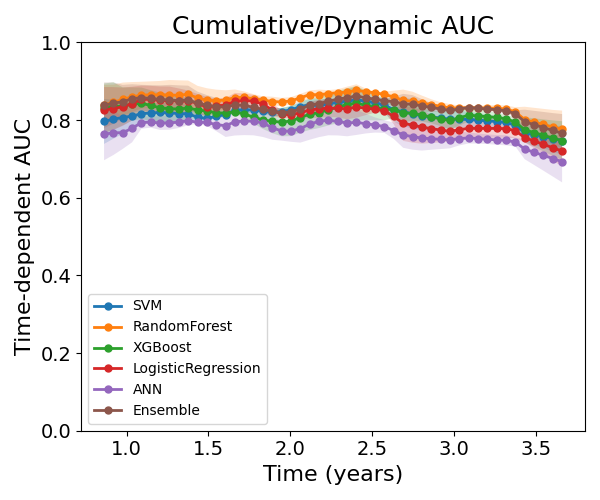 Cumulative/Dynamic AUC
Time-dependent AUC
1.0
0.8
0.6
0.4
0.2
0.0
SVM
RandomForest
XGBoost
LogisticRegression
ANN
Ensemble
1.0 1.5 2.0 2.5 3.0 3.5
Time (years)